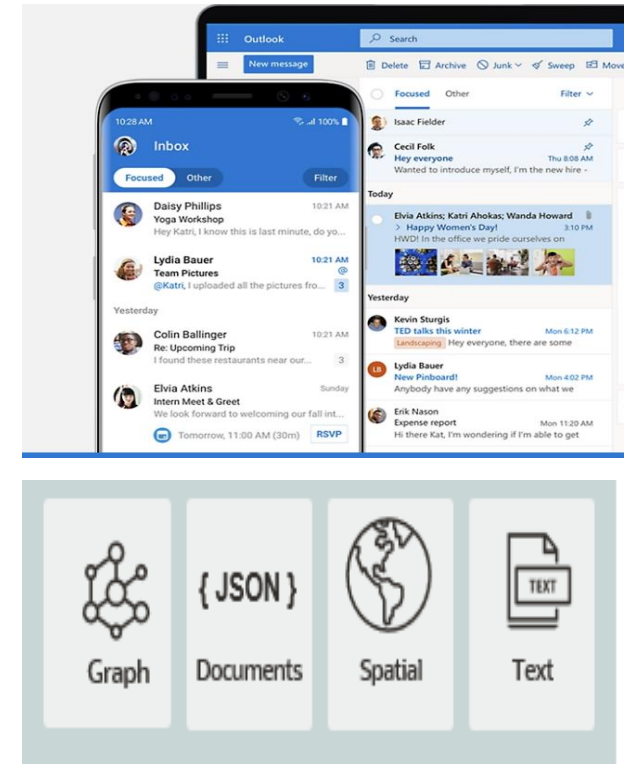 Outlook
Search
New message
Delete Archive Junk Sweep Move
Focused Other Filter
Isaac Fielder
Cecil Folk
Hey everyone Thu 8:08 AM
Wanted to introduce myself, I'm the new hire -
Today
Elvia Atkins; Katri Ahokas; Wanda Howard
> Happy Women's Day! 3:10 PM
HWD! In the office we pride ourselves on
Yesterday
Kevin Sturgis
TED talks this winter Mon 6:12 PM
Landscaping Hey everyone, there are some
LB
Lydia Bauer
New Pinboard! Mon 4:02 PM
Anybody have any suggestions on what we
Erik Nason
Expense report Mon 11:20 AM
Hi there Kat, I'm wondering if I'm able to get
10:28 AM 100%
Inbox
Focused Other Filter
Daisy Phillips 10:21 AM
Yoga Workshop
Hey Katri, I know this is last minute, do yo...
Lydia Bauer 10:21 AM
Team Pictures @
@Katri, I uploaded all the pictures fro... 3
Yesterday
Colin Ballinger 10:21 AM
Re: Upcoming Trip
I found these restaurants near our... 3
Elvia Atkins Sunday
Intern Meet & Greet
We look forward to welcoming our fall int...
Tomorrow, 11:00 AM (30m) RSVP
Graph
{ JSON }
Documents
Spatial
TEXT
Text